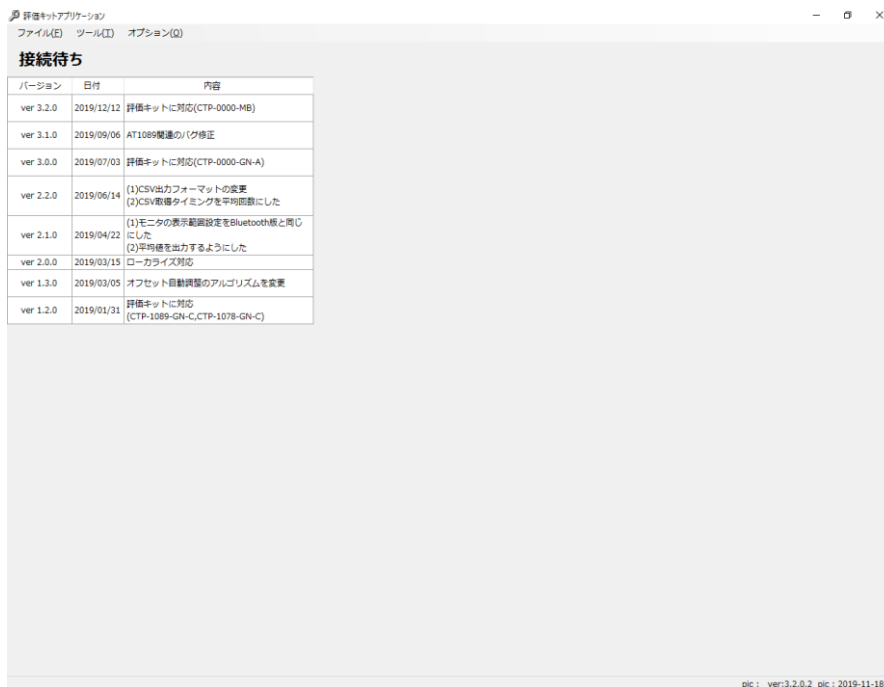 評価キットアプリケーション
ファイル(F) ツール(T) オプション(O)
接続待ち
バージョン 日付 内容
ver 3.2.0 2019/12/12 評価キットに対応(CTP-0000-MB)
ver 3.1.0 2019/09/06 AT1089関連のバグ修正
ver 3.0.0 2019/07/03 評価キットに対応(CTP-0000-GN-A)
ver 2.2.0 2019/06/14 (1)CSV出力フォーマットの変更
(2)CSV取得タイミングを平均回数にした
ver 2.1.0 2019/04/22 (1)モニタの表示範囲設定をBluetooth版と同じ
にした
(2)平均値を出力するようにした
ver 2.0.0 2019/03/15 ローカライズ対応
ver 1.3.0 2019/03/05 オフセット自動調整のアルゴリズムを変更
ver 1.2.0 2019/01/31 評価キットに対応
(CTP-1089-GN-C,CTP-1078-GN-C)
pic : ver:3.2.0.2 pic : 2019-11-18